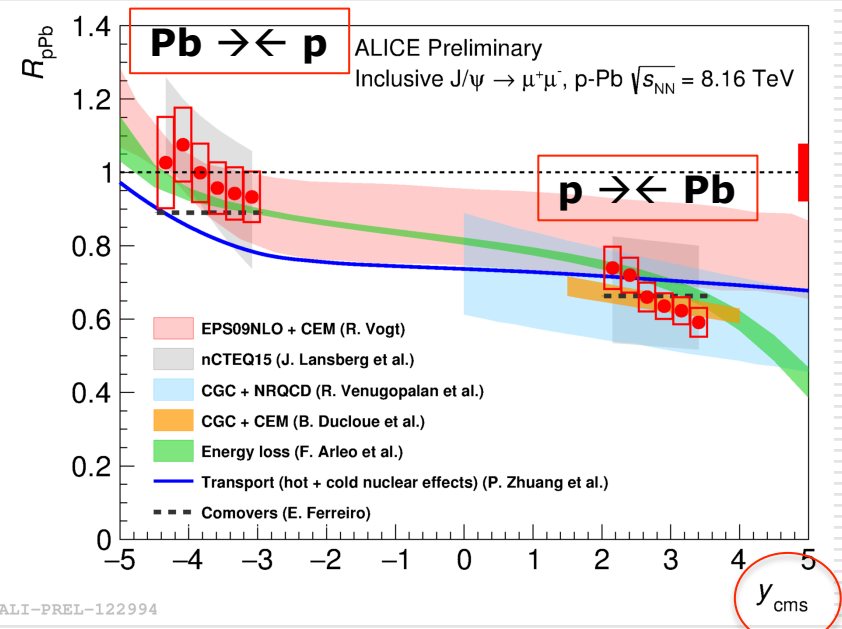 1.4
Pb →← p
ALICE Preliminary
R_pPb
Inclusive J/ψ → μ⁺μ⁻, p-Pb √s_NN = 8.16 TeV
1.2
1
p →← Pb
0.8
0.6
EPS09NLO + CEM (R. Vogt)
nCTEQ15 (J. Lansberg et al.)
0.4
CGC + NRQCD (R. Venugopalan et al.)
CGC + CEM (B. Ducloue et al.)
Energy loss (F. Arleo et al.)
0.2
Transport (hot + cold nuclear effects) (P. Zhuang et al.)
Comovers (E. Ferreiro)
0
−5 −4 −3 −2 −1 0 1 2 3 4 5
y_cms
ALI-PREL-122994